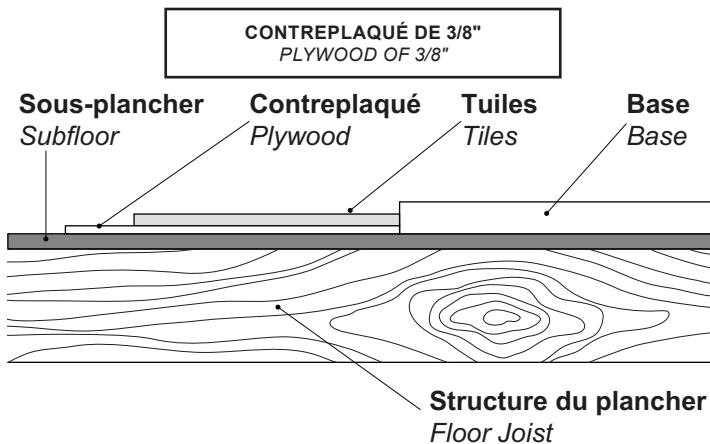 CONTREPLAQUÉ DE 3/8"
PLYWOOD OF 3/8"
Sous-plancher Contreplaqué Tuiles Base
Subfloor Plywood Tiles Base
Structure du plancher
Floor Joist